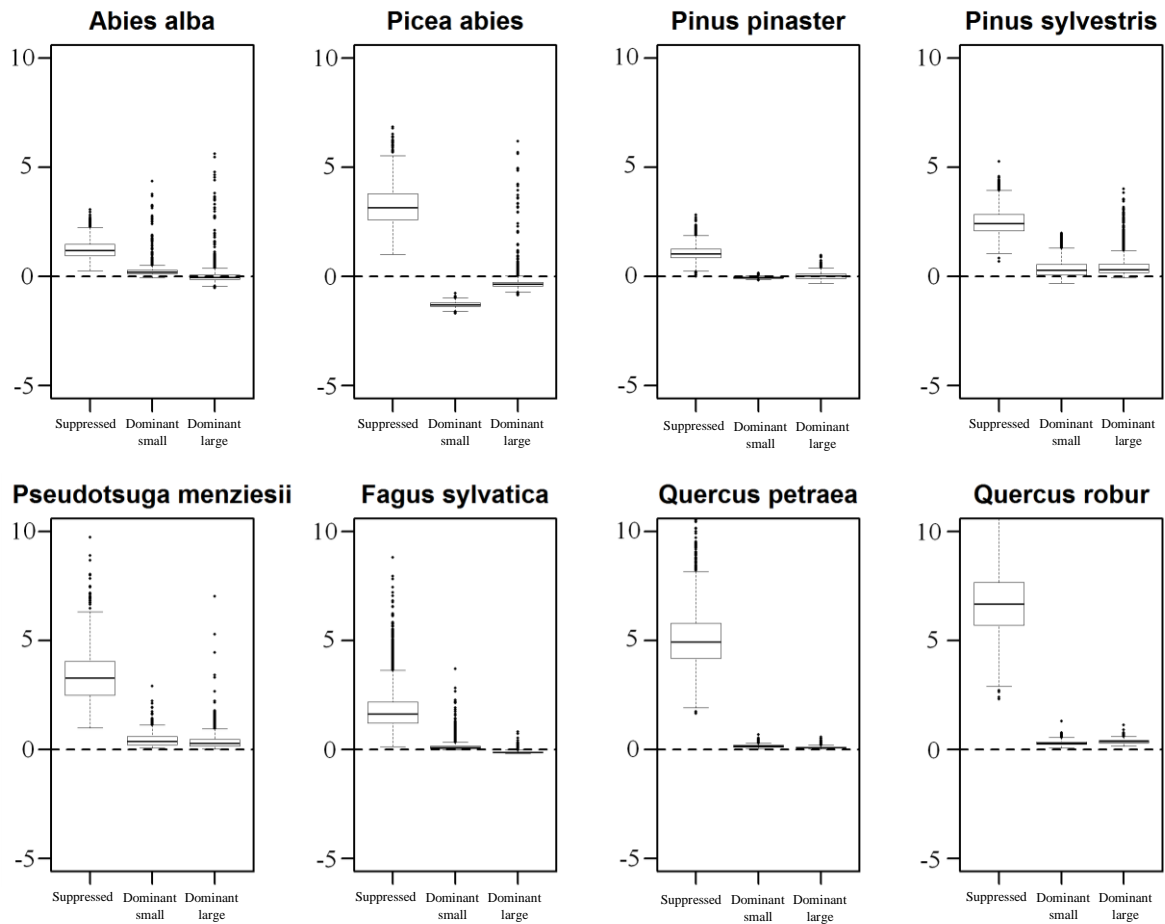 Abies alba
Picea abies
Pinus pinaster
Pinus sylvestris
10
5
0
-5
Suppressed
Dominant
small
Dominant
large
10
5
0
-5
Suppressed
Dominant
small
Dominant
large
10
5
0
-5
Suppressed
Dominant
small
Dominant
large
10
5
0
-5
Suppressed
Dominant
small
Dominant
large
Pseudotsuga menziesii
Fagus sylvatica
Quercus petraea
Quercus robur
10
5
0
-5
Suppressed
Dominant
small
Dominant
large
10
5
0
-5
Suppressed
Dominant
small
Dominant
large
10
5
0
-5
Suppressed
Dominant
small
Dominant
large
10
5
0
-5
Suppressed
Dominant
small
Dominant
large